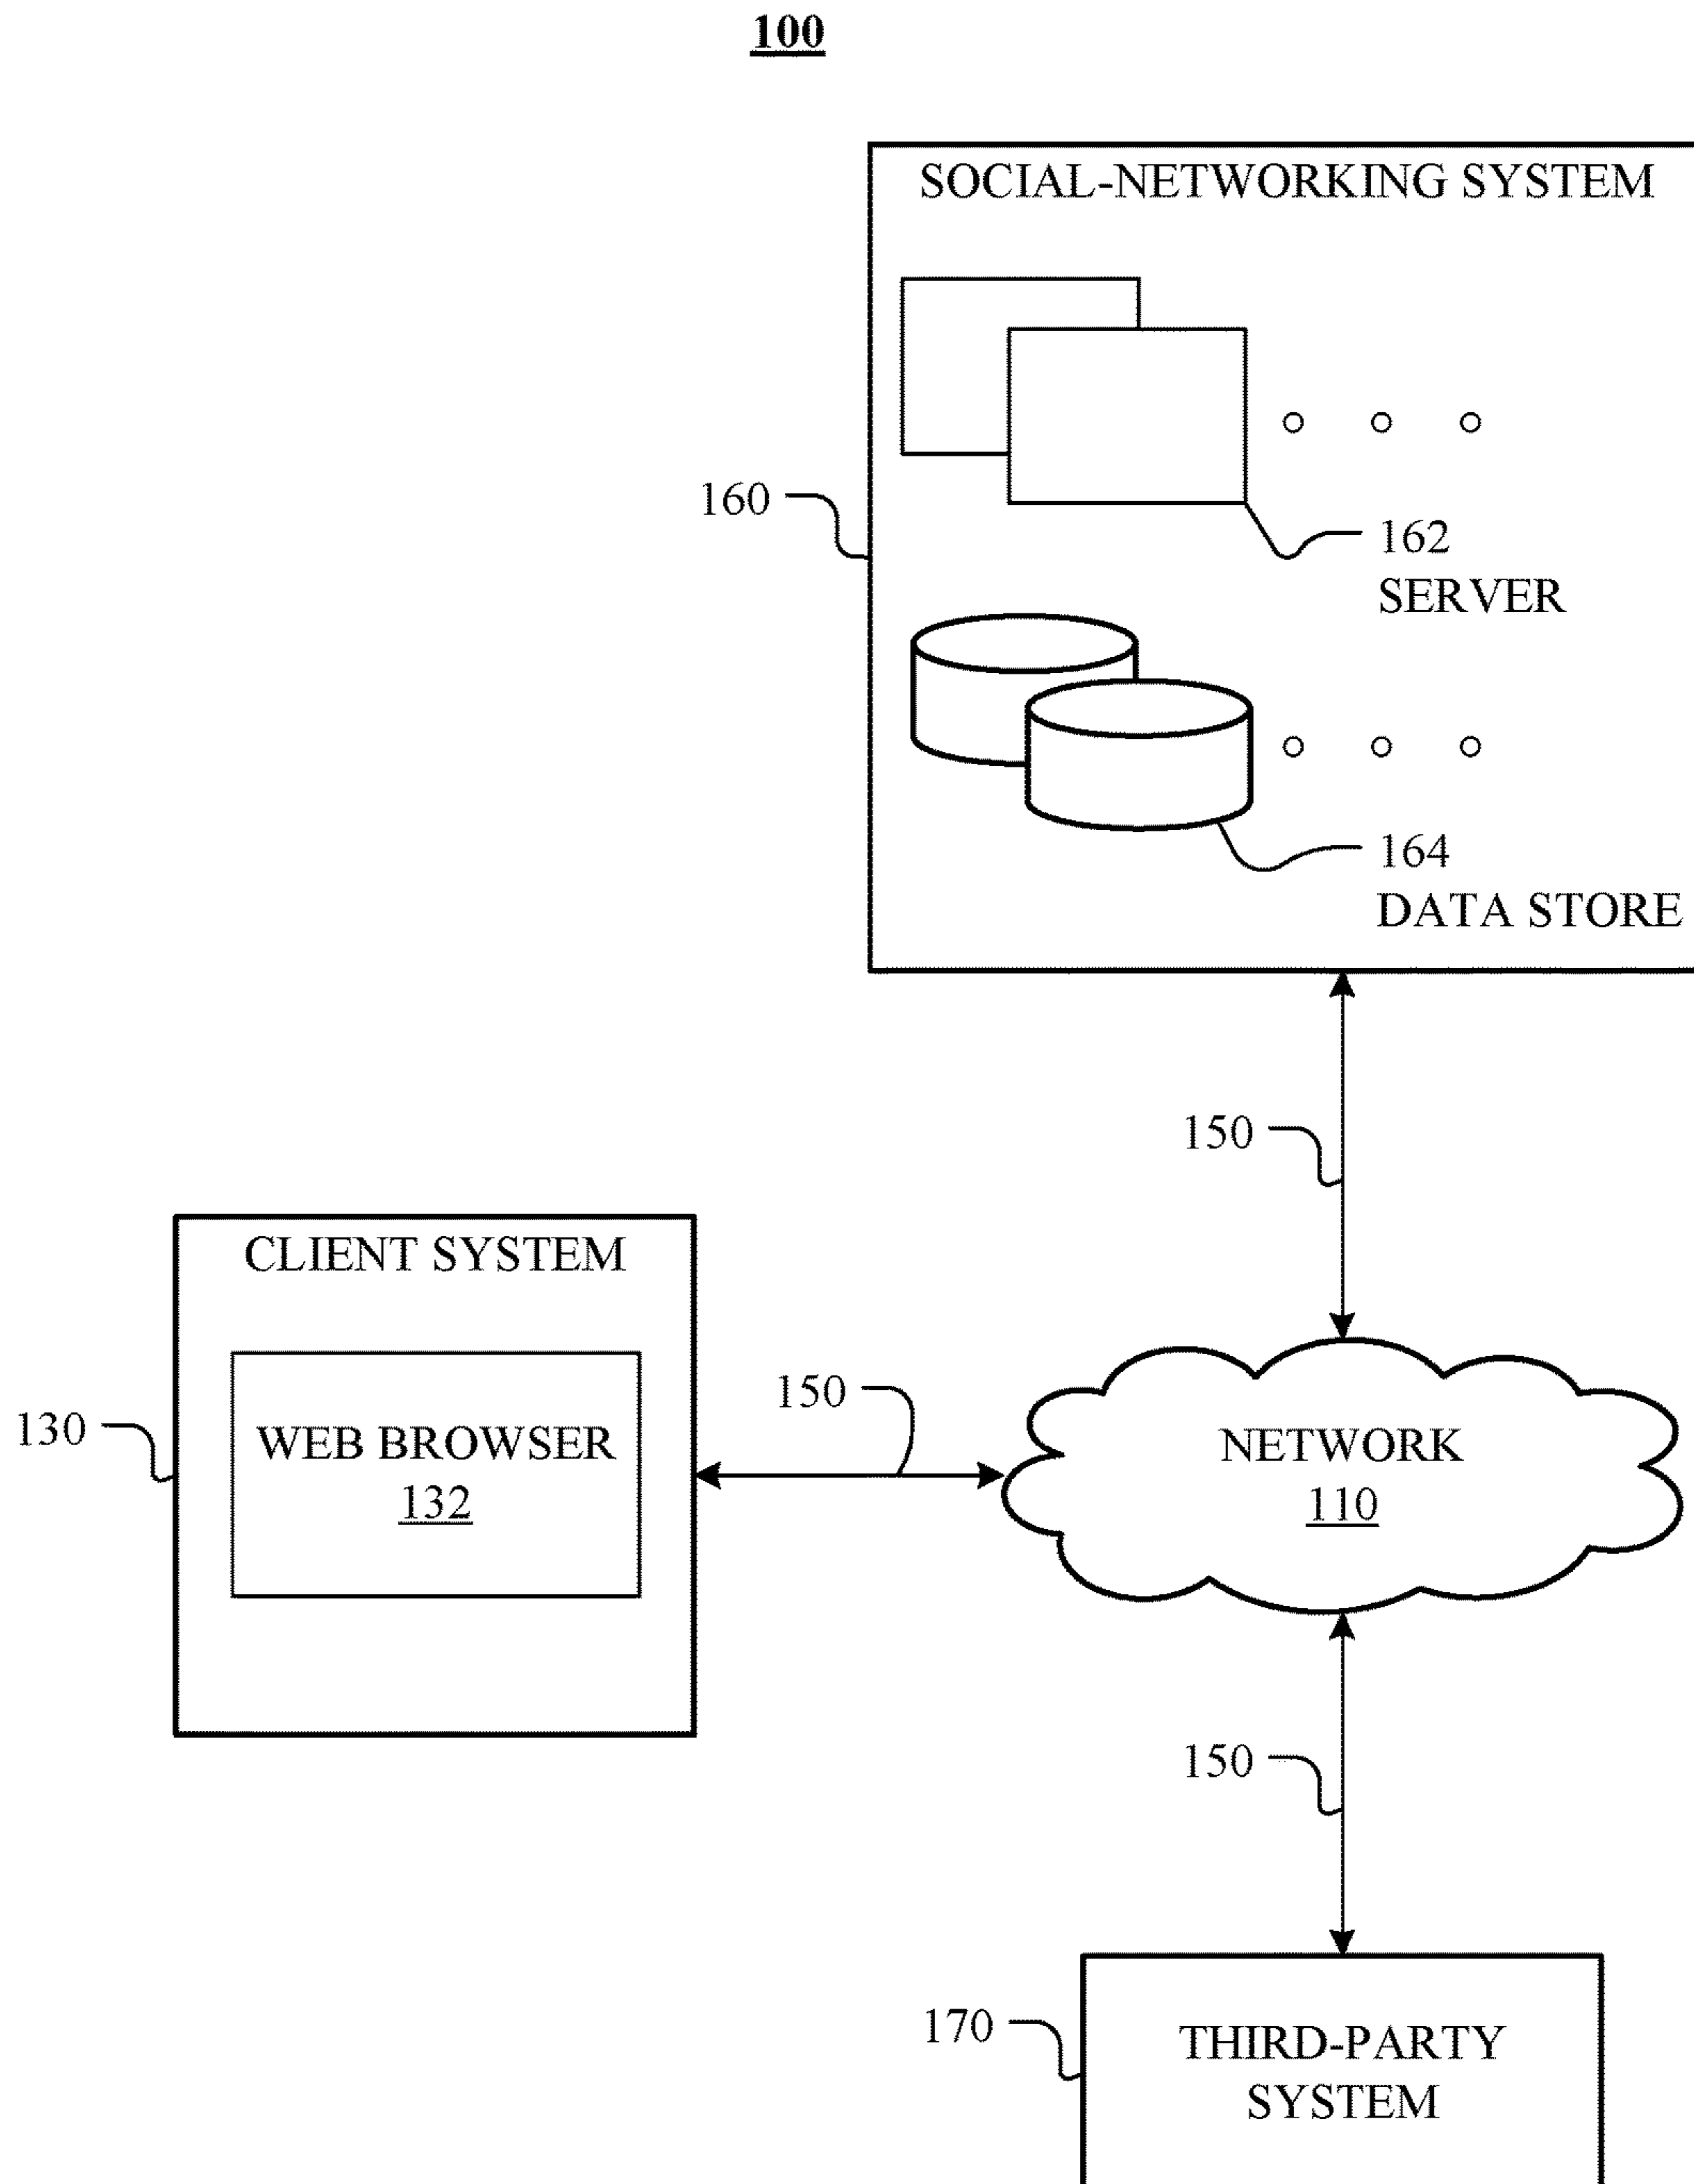 100
SOCIAL-NETWORKING SYSTEM
160
162
SERVER
164
DATA STORE
150
CLIENT SYSTEM
130
WEB BROWSER
132
150
NETWORK
110
150
170
THIRD-PARTY
SYSTEM